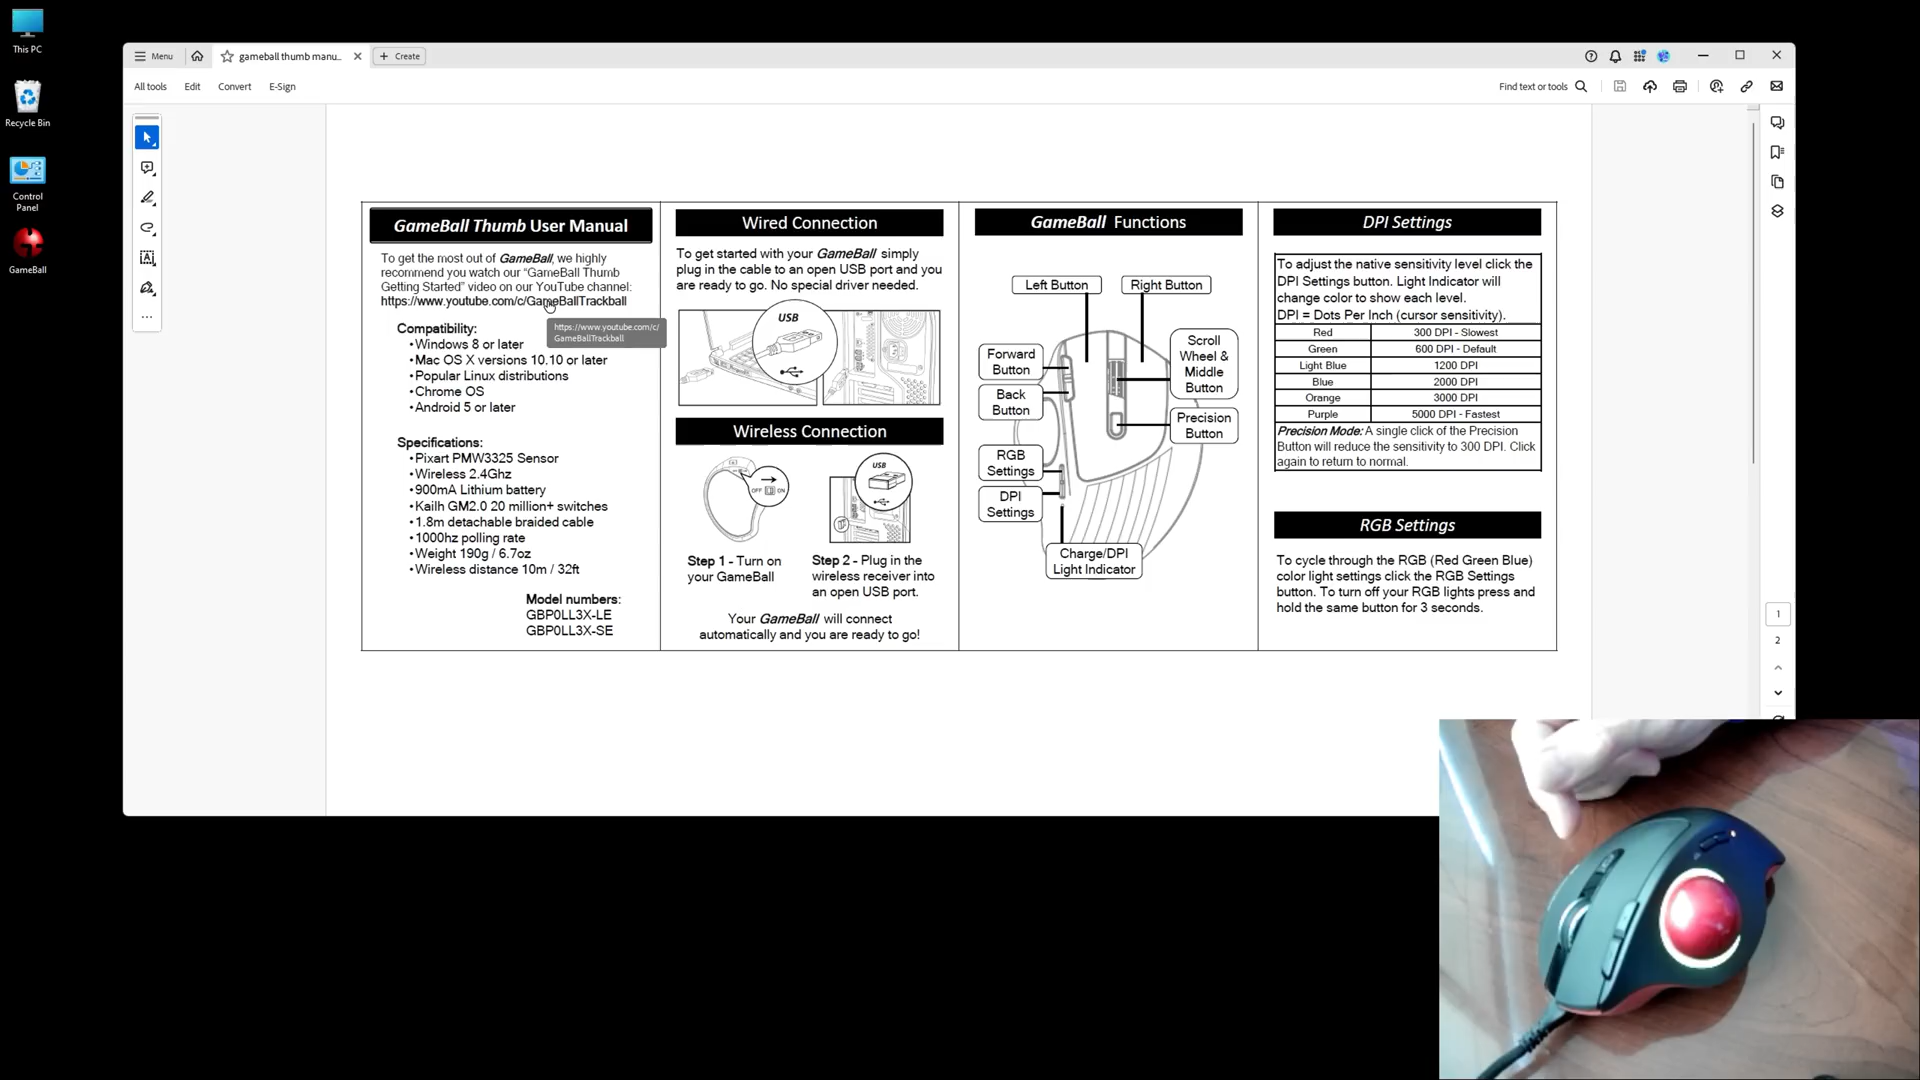 This PC
Recycle Bin
Control
Panel
GameBall
Menu
gameball thumb manu...
Create
All tools
Edit
Convert
E-Sign
Find text or tools
GameBall Thumb User Manual
To get the most out of GameBall, we highly
recommend you watch our “GameBall Thumb
Getting Started” video on our YouTube channel:
https://www.youtube.com/c/GameBallTrackball
https://www.youtube.com/c/
GameBallTrackball
Compatibility:
•Windows 8 or later
•Mac OS X versions 10.10 or later
•Popular Linux distributions
•Chrome OS
•Android 5 or later
Specifications:
•Pixart PMW3325 Sensor
•Wireless 2.4Ghz
•900mA Lithium battery
•Kailh GM2.0 20 million+ switches
•1.8m detachable braided cable
•1000hz polling rate
•Weight 190g / 6.7oz
•Wireless distance 10m / 32ft
Model numbers:
GBP0LL3X-LE
GBP0LL3X-SE
Wired Connection
To get started with your GameBall simply
plug in the cable to an open USB port and you
are ready to go. No special driver needed.
USB
Wireless Connection
OFF ON
USB
Step 1 - Turn on
your GameBall
Step 2 - Plug in the
wireless receiver into
an open USB port.
Your GameBall will connect
automatically and you are ready to go!
GameBall Functions
Left Button
Right Button
Forward
Button
Back
Button
Scroll
Wheel &
Middle
Button
Precision
Button
RGB
Settings
DPI
Settings
Charge/DPI
Light Indicator
DPI Settings
To adjust the native sensitivity level click the
DPI Settings button. Light Indicator will
change color to show each level.
DPI = Dots Per Inch (cursor sensitivity).
Red 300 DPI - Slowest
Green 600 DPI - Default
Light Blue 1200 DPI
Blue 2000 DPI
Orange 3000 DPI
Purple 5000 DPI - Fastest
Precision Mode: A single click of the Precision
Button will reduce the sensitivity to 300 DPI. Click
again to return to normal.
RGB Settings
To cycle through the RGB (Red Green Blue)
color light settings click the RGB Settings
button. To turn off your RGB lights press and
hold the same button for 3 seconds.
1
2